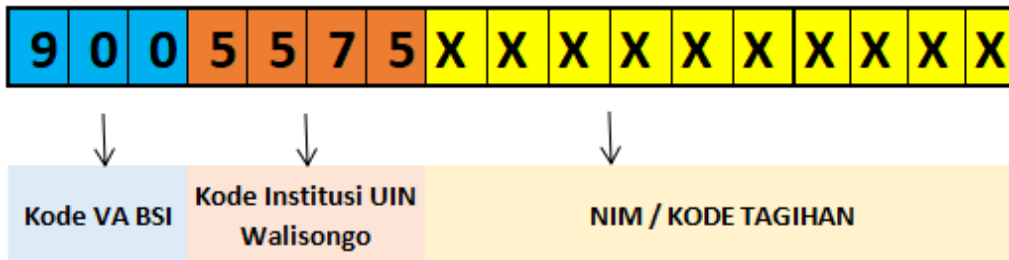 9 0 0 5 5 7 5 X X X X X X X X X X
Kode VA BSI
Kode Institusi UIN
Walisongo
NIM / KODE TAGIHAN